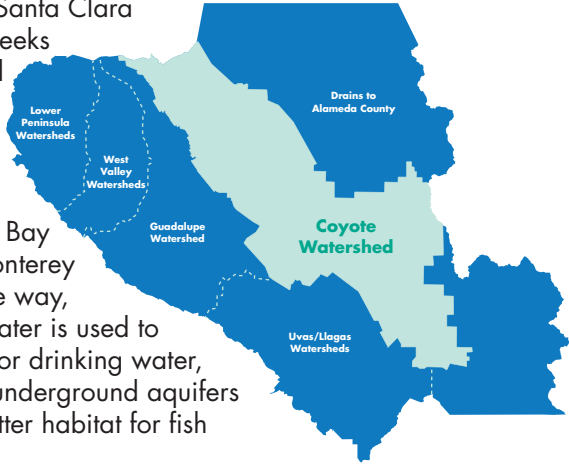 Santa Clara
eeks
Bay
onterey
e way,
ater is used to
or drinking water,
underground aquifers
tter habitat for fish
Lower
Peninsula
Watersheds
West
Valley
Watersheds
Guadalupe
Watershed
Drains to
Alameda County
Coyote
Watershed
Uvas/Llagas
Watersheds